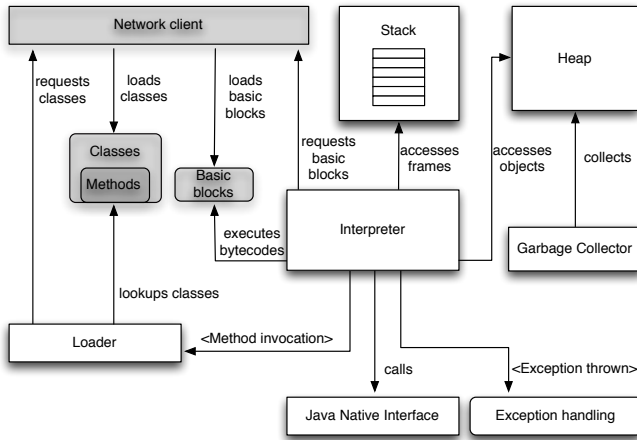 Network client
Stack
Heap
requests
classes
loads
classes
loads
basic
blocks
requests
basic
blocks
accesses
frames
accesses
objects
collects
Classes
Methods
Basic
blocks
executes
bytecodes
Interpreter
Garbage Collector
lookups classes
Loader
<Method invocation>
calls
<Exception thrown>
Java Native Interface
Exception handling